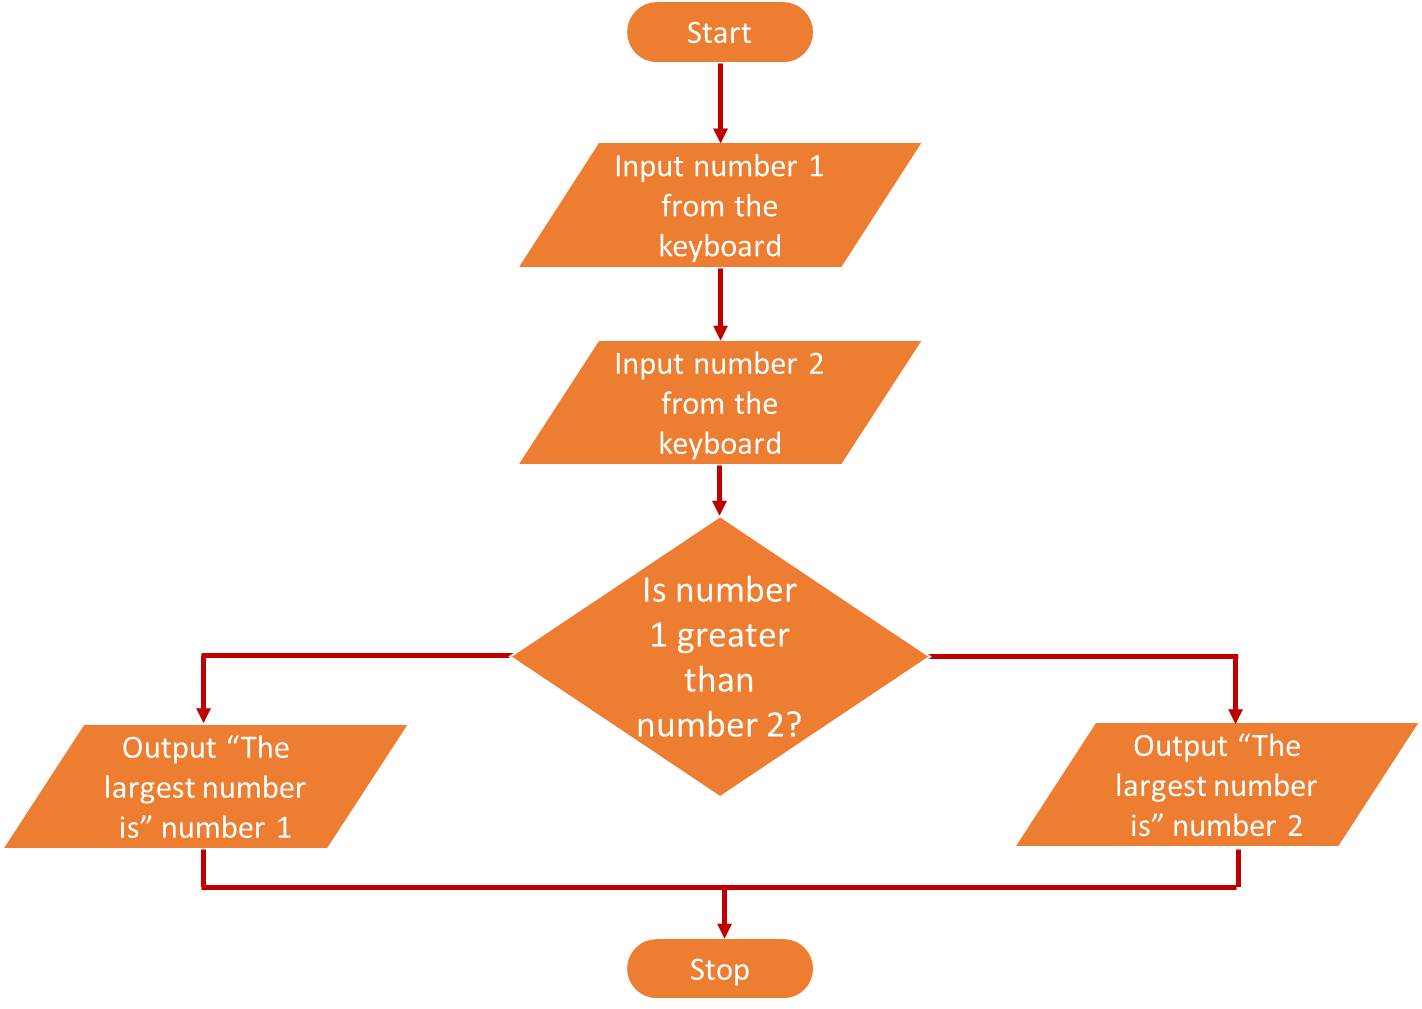 Start
Input number 1
from the
keyboard
Input number 2
from the
keyboard
Is number
1 greater
than
number 2?
Output “The
largest number
is” number 1
Output “The
largest number
is” number 2
Stop